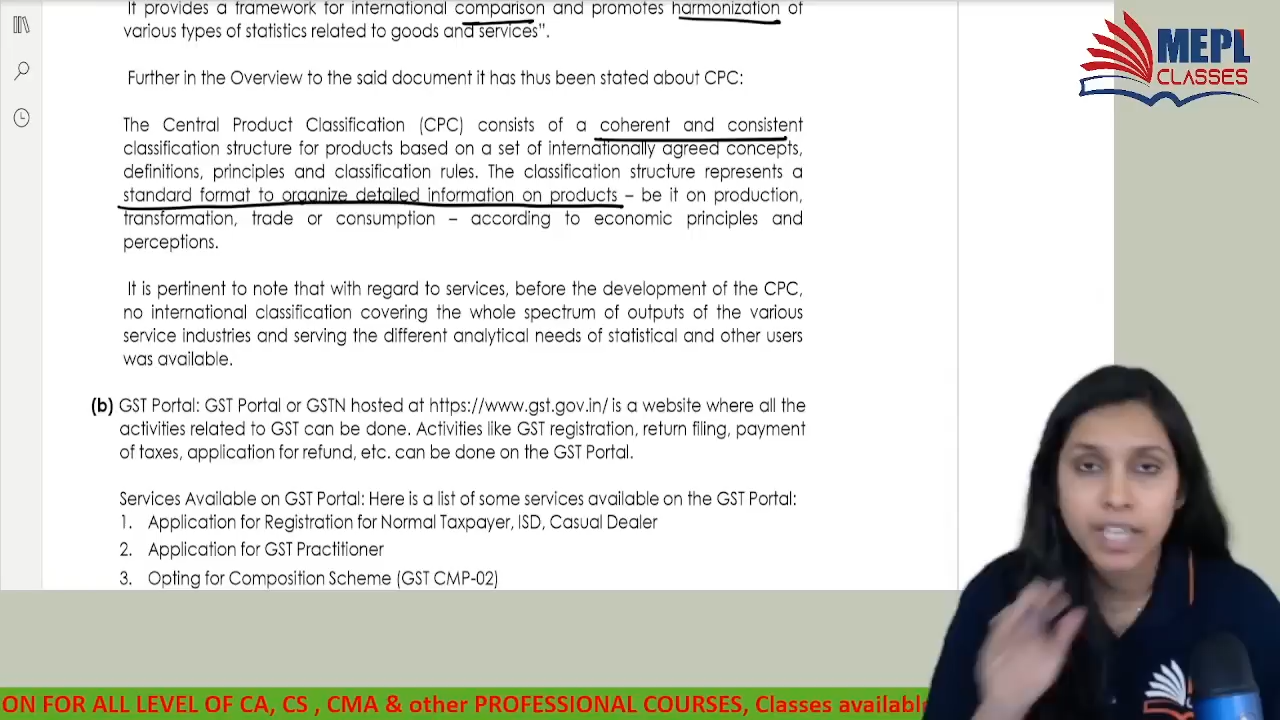 It provides a framework for international comparison and promotes harmonization of
various types of statistics related to goods and services".
Further in the Overview to the said document it has thus been stated about CPC:
The Central Product Classification (CPC) consists of a coherent and consistent
classification structure for products based on a set of internationally agreed concepts,
definitions, principles and classification rules. The classification structure represents a
standard format to organize detailed information on products – be it on production,
transformation, trade or consumption – according to economic principles and
perceptions.
It is pertinent to note that with regard to services, before the development of the CPC,
no international classification covering the whole spectrum of outputs of the various
service industries and serving the different analytical needs of statistical and other users
was available.
(b) GST Portal: GST Portal or GSTN hosted at https://www.gst.gov.in/ is a website where all the
activities related to GST can be done. Activities like GST registration, return filing, payment
of taxes, application for refund, etc. can be done on the GST Portal.
Services Available on GST Portal: Here is a list of some services available on the GST Portal:
1. Application for Registration for Normal Taxpayer, ISD, Casual Dealer
2. Application for GST Practitioner
3. Opting for Composition Scheme (GST CMP-02)
MEPL
CLASSES
ON FOR ALL LEVEL OF CA, CS , CMA & other PROFESSIONAL COURSES, Classes availabl